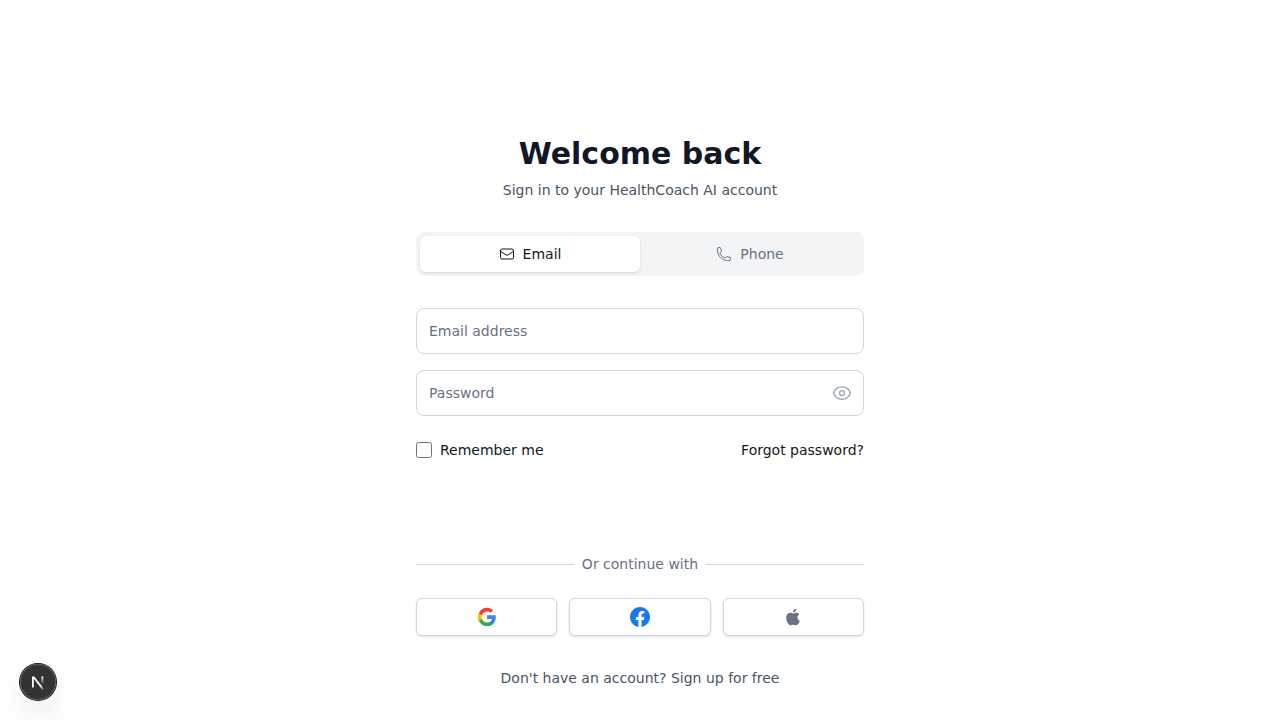 Welcome back
Sign in to your HealthCoach AI account
Email
Phone
Email address
Password
Remember me
Forgot password?
Or continue with
Don't have an account? Sign up for free
N